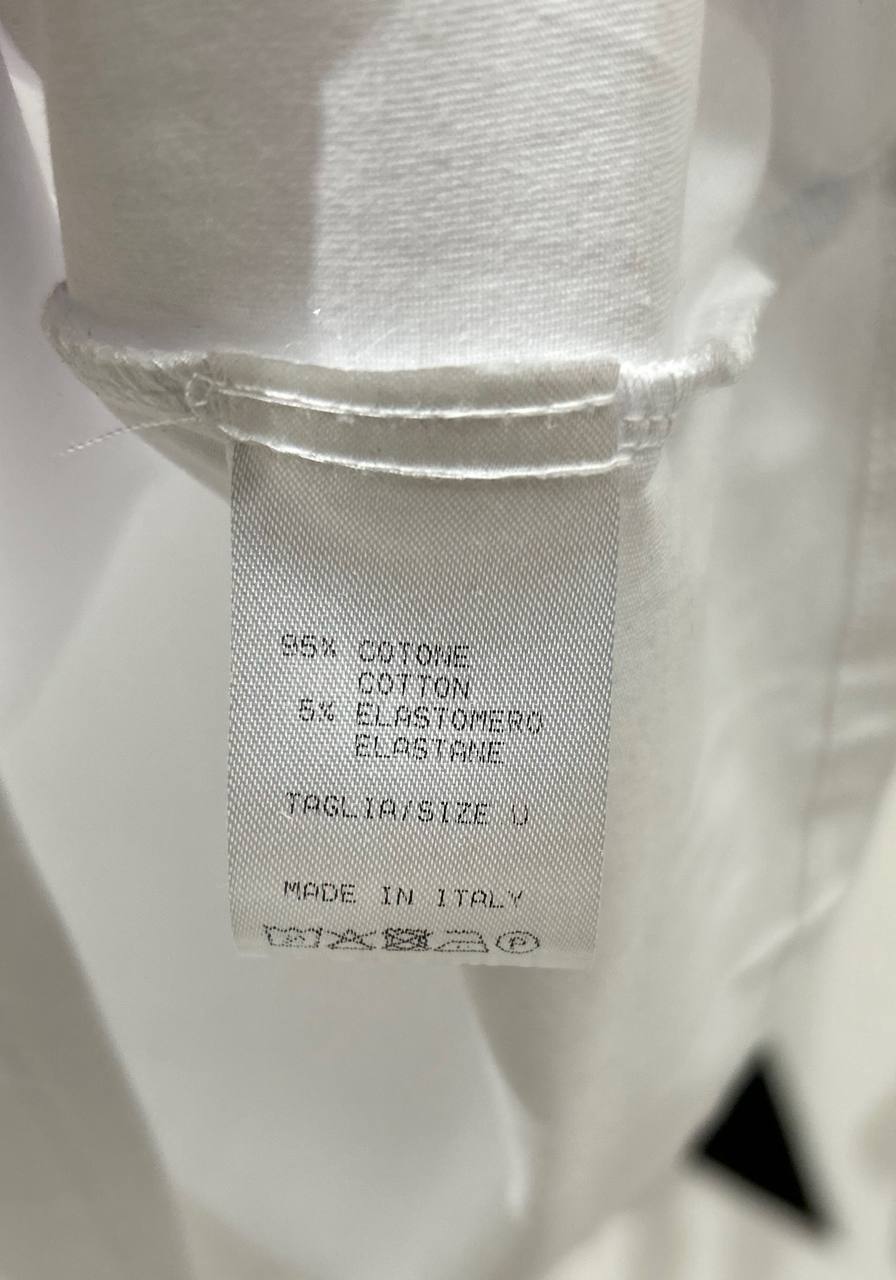 95% COTONE
COTTON
5% ELASTOMERO
ELASTANE
TAGLIA/SIZE U
MADE IN ITALY
P